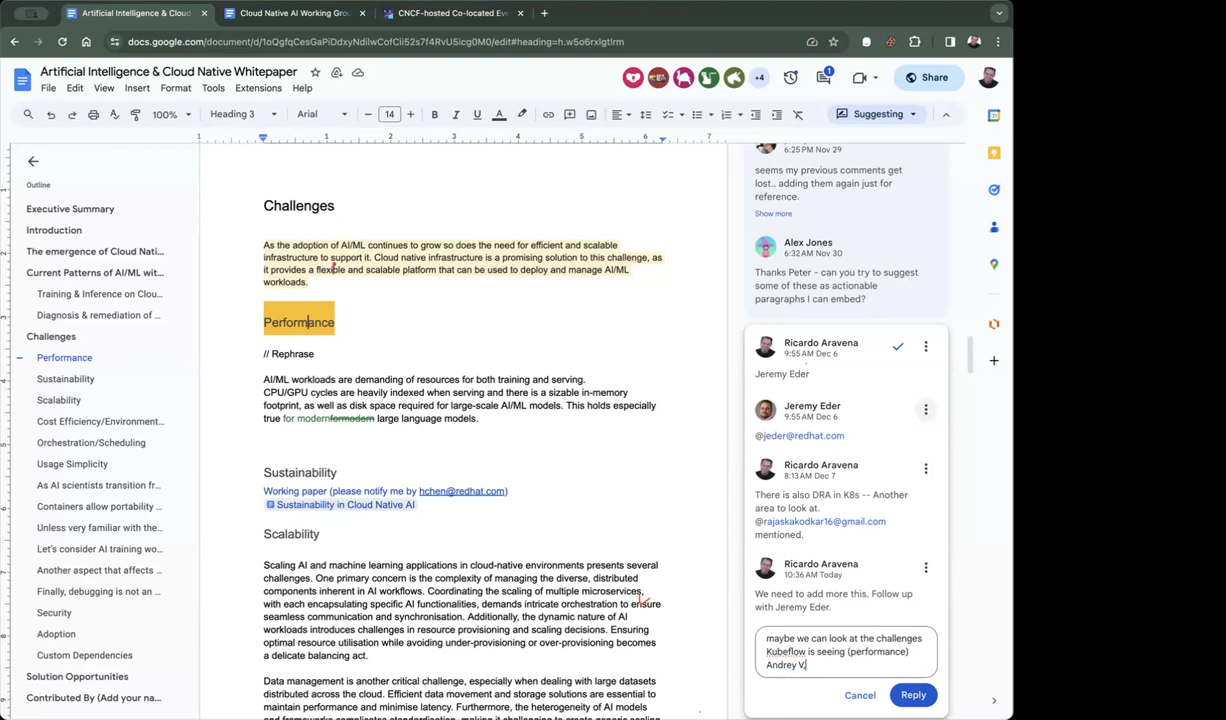 Artificial Intelligence & Cloud
Cloud Native AI Working Gro
CNCF-hosted Co-located Ev
docs.google.com/document/d/1oQgfqCesGaPiDdxyNdilwCofCii52s7f4RvU5icg0M0/edit#heading=h.w5o6rxlgtlrm
Artificial Intelligence & Cloud Native Whitepaper
File Edit View Insert Format Tools Extensions Help
+4
1
Share
100%
Heading 3
Arial
14
B I U A
Suggesting
1 1 2 3 4 5 6 7
Outline
Executive Summary
Introduction
The emergence of Cloud Nati...
Current Patterns of AI/ML wit...
Training & Inference on Clou...
Diagnosis & remediation of ...
Challenges
Performance
Sustainability
Scalability
Cost Efficiency/Environment...
Orchestration/Scheduling
Usage Simplicity
As AI scientists transition fr...
Containers allow portability ...
Unless very familiar with the...
Let's consider AI training wo...
Another aspect that affects ...
Finally, debugging is not an ...
Security
Adoption
Custom Dependencies
Solution Opportunities
Contributed By (Add your na...
Challenges
As the adoption of AI/ML continues to grow so does the need for efficient and scalable
infrastructure to support it. Cloud native infrastructure is a promising solution to this challenge, as
it provides a flexible and scalable platform that can be used to deploy and manage AI/ML
workloads.
Performance
// Rephrase
AI/ML workloads are demanding of resources for both training and serving.
CPU/GPU cycles are heavily indexed when serving and there is a sizable in-memory
footprint, as well as disk space required for large-scale AI/ML models. This holds especially
true for modernformodern large language models.
Sustainability
Working paper (please notify me by hchen@redhat.com)
Sustainability in Cloud Native AI
Scalability
Scaling AI and machine learning applications in cloud-native environments presents several
challenges. One primary concern is the complexity of managing the diverse, distributed
components inherent in AI workflows. Coordinating the scaling of multiple microservices,
with each encapsulating specific AI functionalities, demands intricate orchestration to ensure
seamless communication and synchronisation. Additionally, the dynamic nature of AI
workloads introduces challenges in resource provisioning and scaling decisions. Ensuring
optimal resource utilisation while avoiding under-provisioning or over-provisioning becomes
a delicate balancing act.
Data management is another critical challenge, especially when dealing with large datasets
distributed across the cloud. Efficient data movement and storage solutions are essential to
maintain performance and minimise latency. Furthermore, the heterogeneity of AI models
6:25PM Nov 29
seems my previous comments get
lost.. adding them again just for
reference.
Show more
Alex Jones
6:32AM Nov 30
Thanks Peter - can you try to suggest
some of these as actionable
paragraphs I can embed?
Ricardo Aravena
9:55AM Dec 6
Jeremy Eder
Jeremy Eder
9:55AM Dec 6
@jeder@redhat.com
Ricardo Aravena
8:13AM Dec 7
There is also DRA in K8s -- Another
area to look at.
@rajaskakodkar16@gmail.com
mentioned.
Ricardo Aravena
10:36AM Today
We need to add more this. Follow up
with Jeremy Eder.
maybe we can look at the challenges
Kubeflow is seeing (performance)
Andrey V.
Cancel
Reply